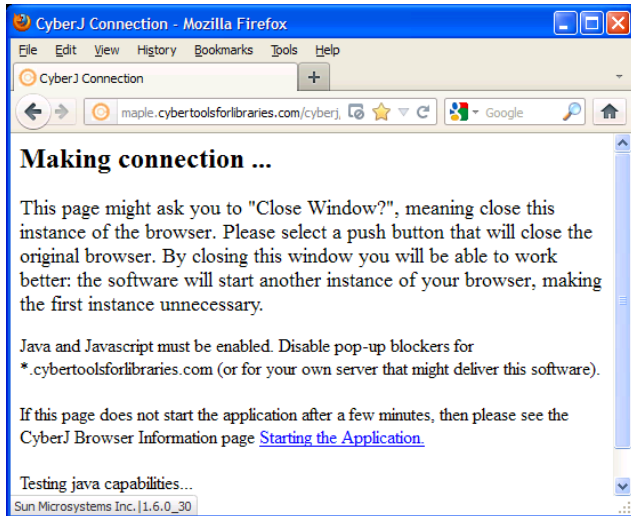 CyberJ Connection - Mozilla Firefox
File Edit View History Bookmarks Tools Help
CyberJ Connection
maple.cybertoolsforlibraries.com/cyberj, Google
Making connection ...
This page might ask you to "Close Window?", meaning close this
instance of the browser. Please select a push button that will close the
original browser. By closing this window you will be able to work
better: the software will start another instance of your browser, making
the first instance unnecessary.
Java and Javascript must be enabled. Disable pop-up blockers for
*.cybertoolsforlibraries.com (or for your own server that might deliver this software).
If this page does not start the application after a few minutes, then please see the
CyberJ Browser Information page Starting the Application.
Testing java capabilities...
Sun Microsystems Inc.|1.6.0_30